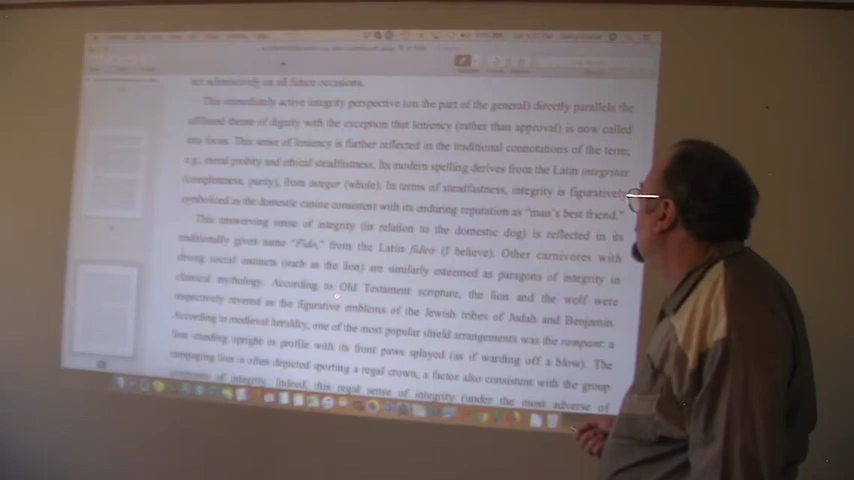 act submissively on all future occasions.
This immediately active integrity perspective (on the part of the general) directly parallels the
affiliated theme of dignity with the exception that leniency (rather than approval) is now called
into focus. This sense of leniency is further reflected in the traditional connotations of the term;
e.g., moral probity and ethical steadfastness. Its modern spelling derives from the Latin integritas
(completeness, purity), from integer (whole). In terms of steadfastness, integrity is figuratively
symbolized as the domestic canine consistent with its enduring reputation as “man’s best friend.”
This answering sense of integrity (in relation to the domestic dog) is reflected in its
traditionally given name “Fido,” from the Latin fideo (I believe). Other carnivores with
strong social instincts (such as the lion) are similarly esteemed as paragons of integrity in
classical mythology. According to Old Testament scripture, the lion and the wolf were
respectively revered as the figurative emblems of the Jewish tribes of Judah and Benjamin.
According to medieval heraldry, one of the most popular shield arrangements was the rampant: a
lion standing upright in profile with its front paws splayed (as if warding off a blow). The
rampaging lion is often depicted sporting a regal crown, a factor also consistent with the group
of integrity. Indeed, this regal sense of integrity (under the most adverse of